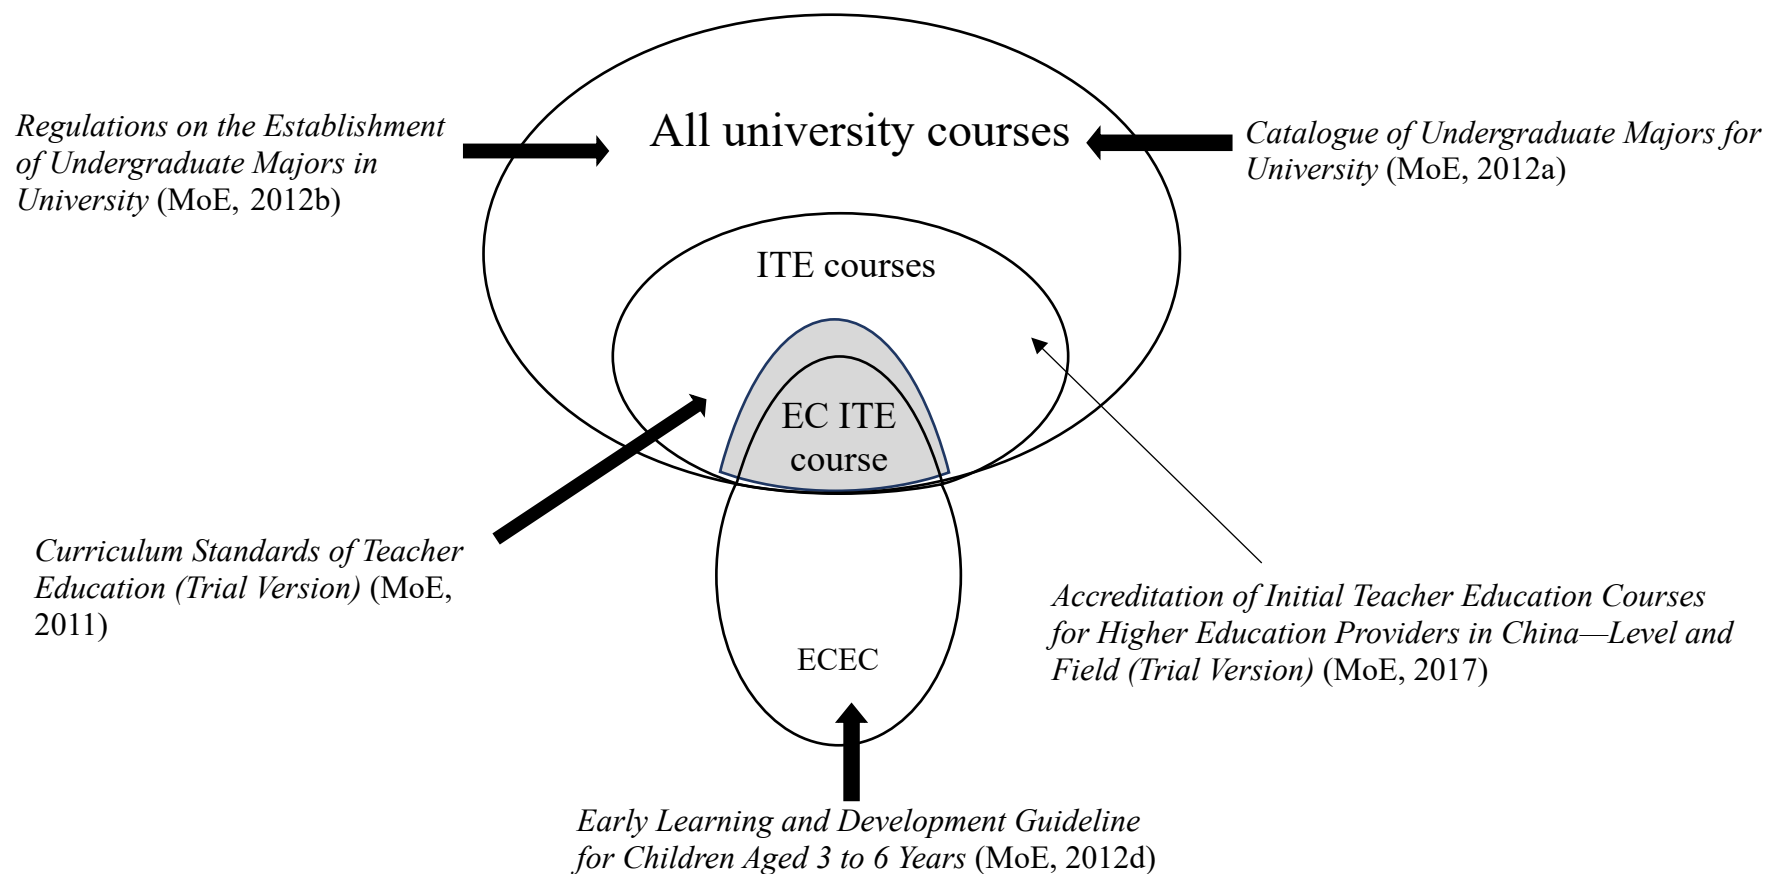 Regulations on the Establishment
of Undergraduate Majors in
University (MoE, 2012b)
All university courses
Catalogue of Undergraduate Majors for
University (MoE, 2012a)
ITE courses
EC ITE
course
Curriculum Standards of Teacher
Education (Trial Version) (MoE,
2011)
Accreditation of Initial Teacher Education Courses
for Higher Education Providers in China—Level and
Field (Trial Version) (MoE, 2017)
ECEC
Early Learning and Development Guideline
for Children Aged 3 to 6 Years (MoE, 2012d)